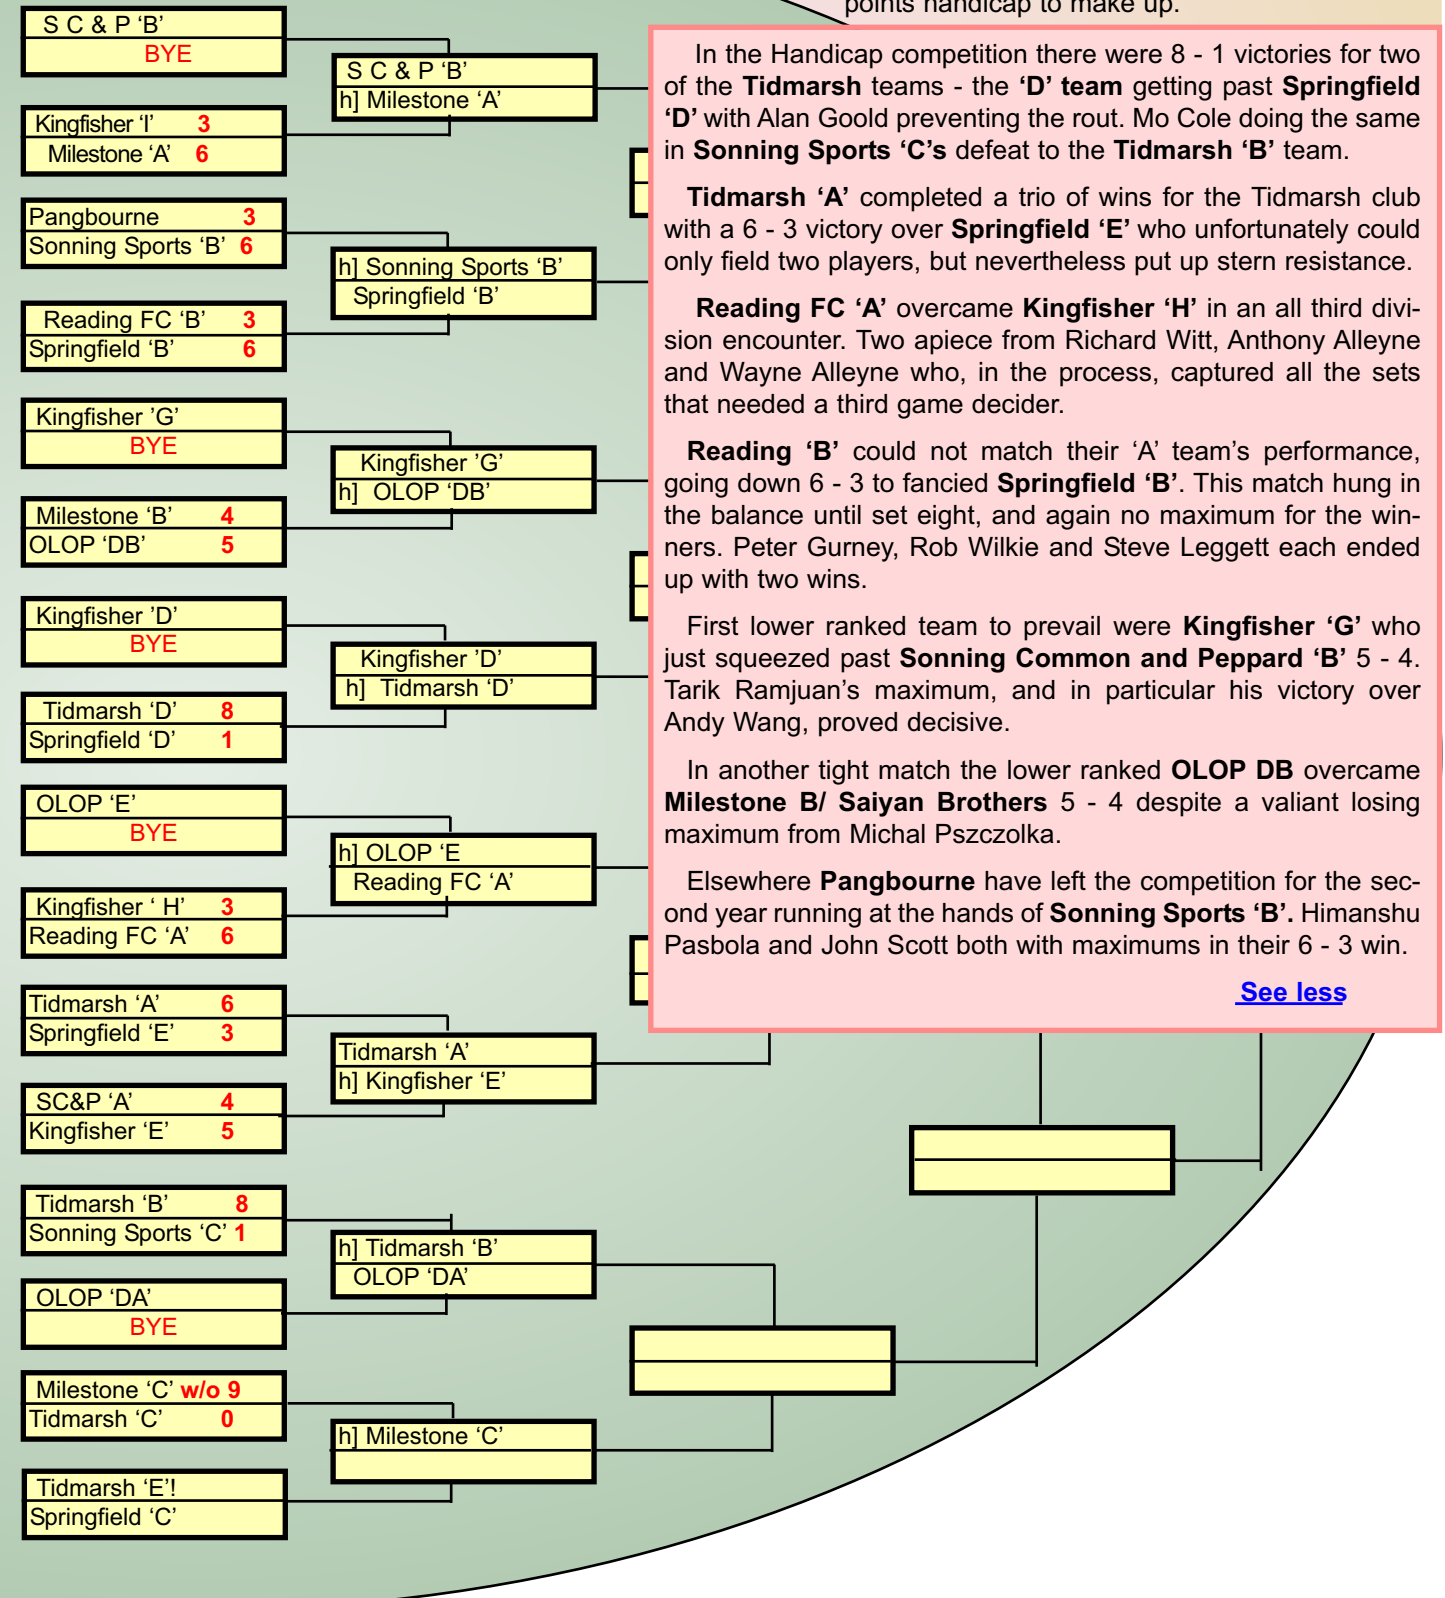 points handicap to make up.
S C & P ‘B’
BYE
Kingfisher ‘I’ 3
Milestone ‘A’ 6
Pangbourne 3
Sonning Sports ‘B’ 6
Reading FC ‘B’ 3
Springfield ‘B’ 6
Kingfisher ’G’
BYE
Milestone ‘B’ 4
OLOP ‘DB’ 5
Kingfisher ’D’
BYE
Tidmarsh ‘D’ 8
Springfield ‘D’ 1
OLOP ‘E’
BYE
Kingfisher ‘ H’ 3
Reading FC ‘A’ 6
Tidmarsh ‘A’ 6
Springfield ‘E’ 3
SC&P ‘A’ 4
Kingfisher ‘E’ 5
Tidmarsh ‘B’ 8
Sonning Sports ‘C’ 1
OLOP ‘DA’
BYE
Milestone ‘C’ w/o 9
Tidmarsh ‘C’ 0
Tidmarsh ‘E’!
Springfield ‘C’
S C & P ‘B’
h] Milestone ‘A’
h] Sonning Sports ‘B’
Springfield ‘B’
Kingfisher ’G’
h] OLOP ‘DB’
Kingfisher ’D’
h] Tidmarsh ‘D’
h] OLOP ‘E
Reading FC ‘A’
Tidmarsh ‘A’
h] Kingfisher ‘E’
h] Tidmarsh ‘B’
OLOP ‘DA’
h] Milestone ‘C’
In the Handicap competition there were 8 - 1 victories for two
of the Tidmarsh teams - the ‘D’ team getting past Springfield
‘D’ with Alan Goold preventing the rout. Mo Cole doing the same
in Sonning Sports ‘C’s defeat to the Tidmarsh ‘B’ team.
Tidmarsh ‘A’ completed a trio of wins for the Tidmarsh club
with a 6 - 3 victory over Springfield ‘E’ who unfortunately could
only field two players, but nevertheless put up stern resistance.
Reading FC ‘A’ overcame Kingfisher ‘H’ in an all third divi-
sion encounter. Two apiece from Richard Witt, Anthony Alleyne
and Wayne Alleyne who, in the process, captured all the sets
that needed a third game decider.
Reading ‘B’ could not match their ‘A’ team’s performance,
going down 6 - 3 to fancied Springfield ‘B’. This match hung in
the balance until set eight, and again no maximum for the win-
ners. Peter Gurney, Rob Wilkie and Steve Leggett each ended
up with two wins.
First lower ranked team to prevail were Kingfisher ‘G’ who
just squeezed past Sonning Common and Peppard ‘B’ 5 - 4.
Tarik Ramjuan’s maximum, and in particular his victory over
Andy Wang, proved decisive.
In another tight match the lower ranked OLOP DB overcame
Milestone B/ Saiyan Brothers 5 - 4 despite a valiant losing
maximum from Michal Pszczolka.
Elsewhere Pangbourne have left the competition for the sec-
ond year running at the hands of Sonning Sports ‘B’. Himanshu
Pasbola and John Scott both with maximums in their 6 - 3 win.
See less